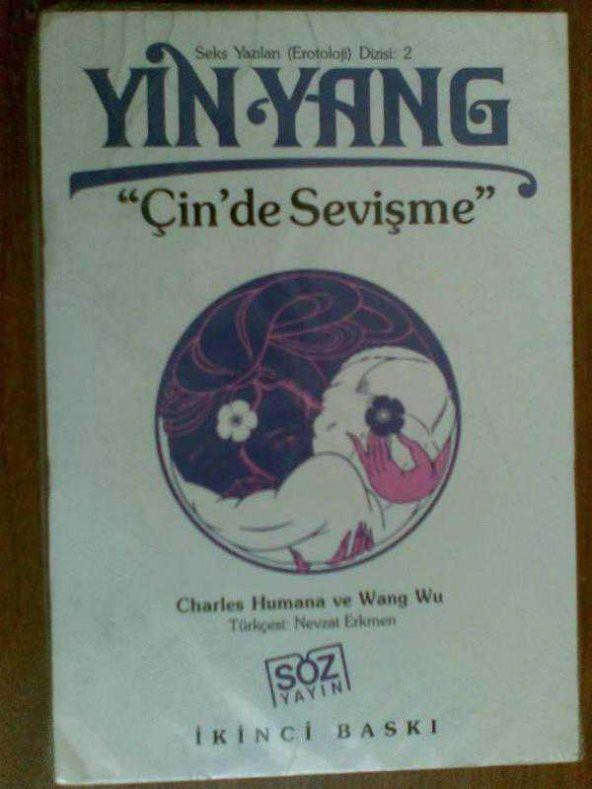 Seks Yazıları (Erotoloji) Dizisi: 2
YİN-YANG
“Çin’de Sevişme”
Charles Humana ve Wang Wu
Türkçesi: Nevzat Erkmen
SÖZ
YAYIN
İKİNCİ BASKI